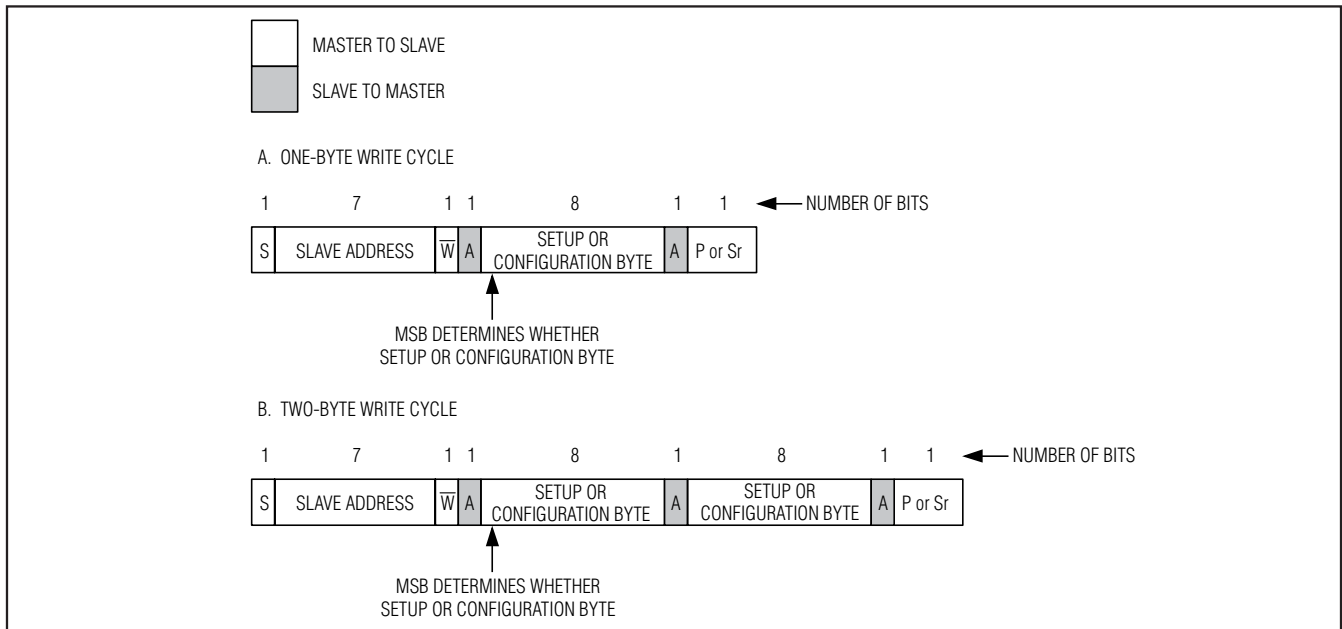 MASTER TO SLAVE
SLAVE TO MASTER
A. ONE-BYTE WRITE CYCLE
1 7 1 1 8 1 1 NUMBER OF BITS
S SLAVE ADDRESS W̅ A SETUP OR CONFIGURATION BYTE A P or Sr
MSB DETERMINES WHETHER
SETUP OR CONFIGURATION BYTE
B. TWO-BYTE WRITE CYCLE
1 7 1 1 8 1 8 1 1 NUMBER OF BITS
S SLAVE ADDRESS W̅ A SETUP OR CONFIGURATION BYTE A SETUP OR CONFIGURATION BYTE A P or Sr
MSB DETERMINES WHETHER
SETUP OR CONFIGURATION BYTE